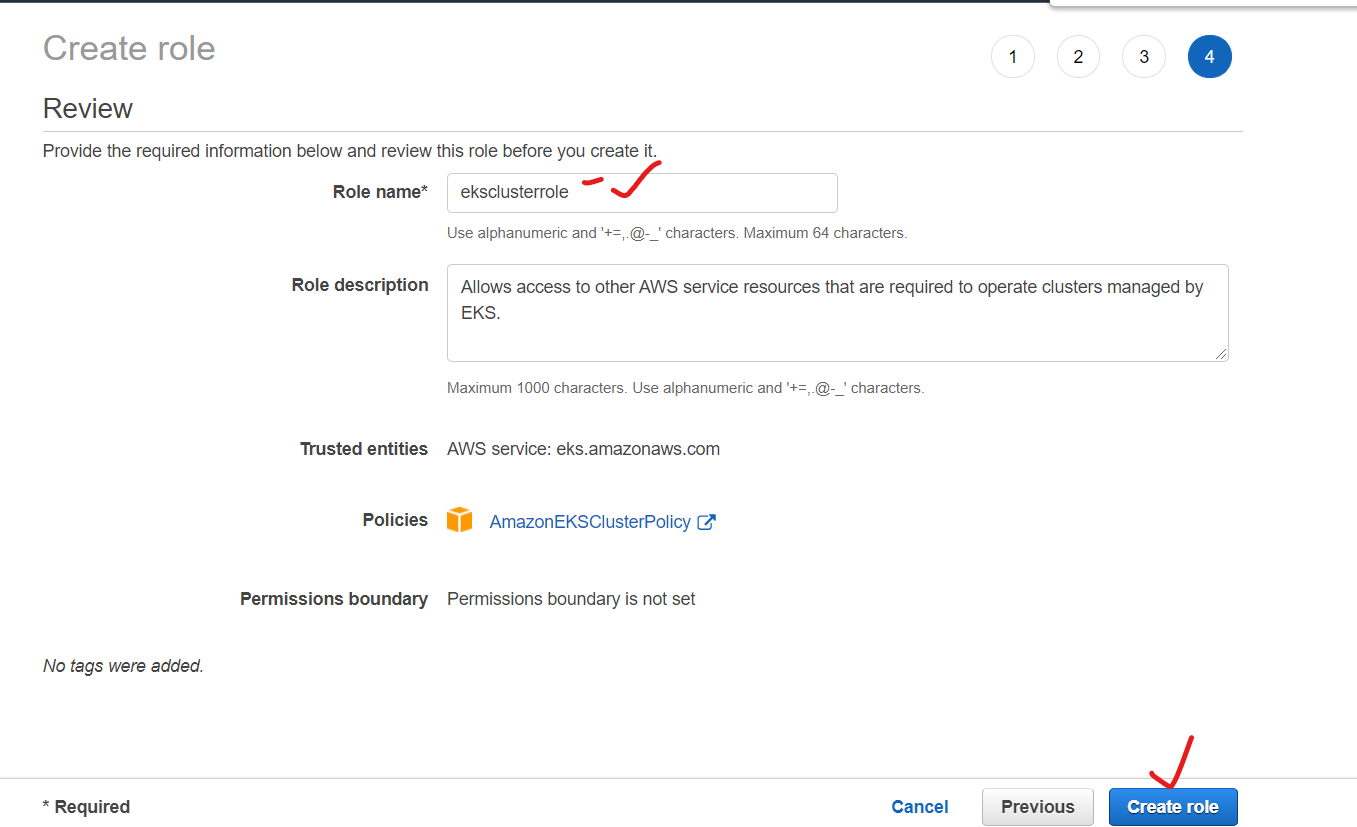 Create role
1 2 3 4
Review
Provide the required information below and review this role before you create it.
Role name* eksclusterrole
Use alphanumeric and '+=,.@-_' characters. Maximum 64 characters.
Role description Allows access to other AWS service resources that are required to operate clusters managed by
EKS.
Maximum 1000 characters. Use alphanumeric and '+=,.@-_' characters.
Trusted entities AWS service: eks.amazonaws.com
Policies AmazonEKSClusterPolicy
Permissions boundary Permissions boundary is not set
No tags were added.
* Required Cancel Previous Create role